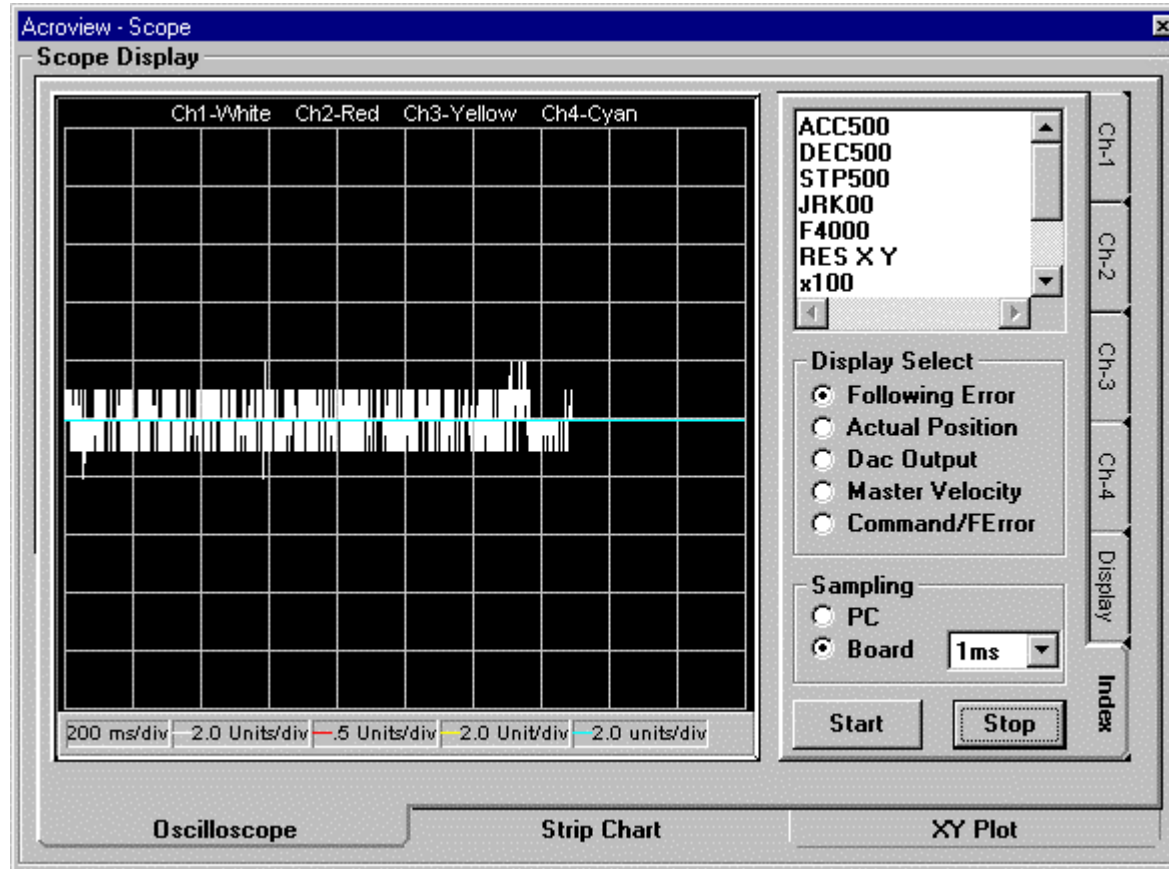 Acroview - Scope
Scope Display
Ch1-White Ch2-Red Ch3-Yellow Ch4-Cyan
200 ms/div 2.0 Units/div .5 Units/div 2.0 Unit/div 2.0 units/div
ACC500
DEC500
STP500
JRK00
F4000
RES X Y
x100
Display Select
Following Error
Actual Position
Dac Output
Master Velocity
Command/FError
Sampling
PC
Board 1ms
Start Stop
Ch-1
Ch-2
Ch-3
Ch-4
Display
Index
Oscilloscope Strip Chart XY Plot